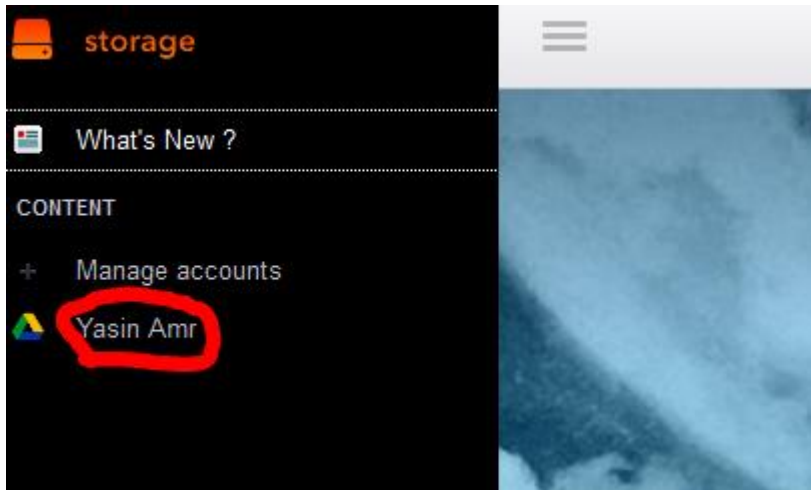 storage
What's New ?
CONTENT
Manage accounts
Yasin Amr